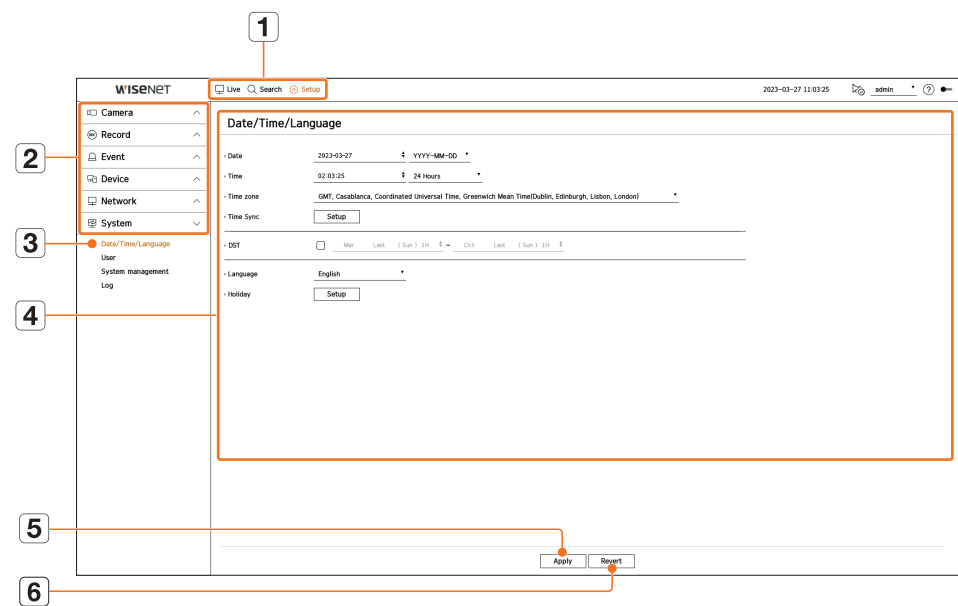 1
WISENET Live Search Setup 2023-03-27 11:03:25 admin ?
Camera
Record
Event
Device
Network
System
Date/Time/Language
User
System management
Log
2
3
4
Date/Time/Language
Date 2023-03-27 YYYY-MM-DD
Time 02:03:25 24 Hours
Time zone GMT, Casablanca, Coordinated Universal Time, Greenwich Mean Time(Dublin, Edinburgh, Lisbon, London)
Time Sync Setup
DST Mar Last (Sun) 1H ~ Oct Last (Sun) 1H
Language English
Holiday Setup
5
Apply Revert
6